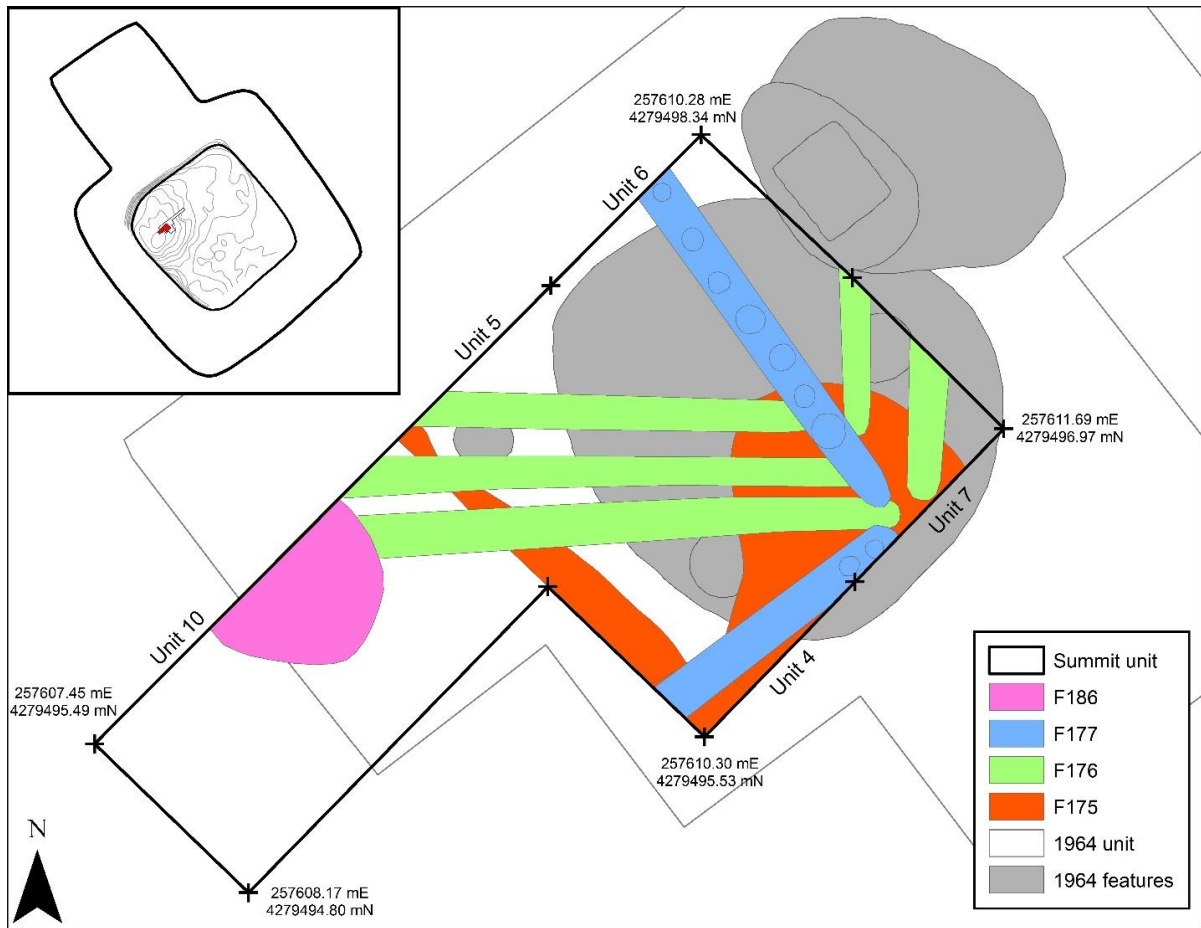 257610.28 mE
4279498.34 mN
Unit 6
Unit 5
257611.69 mE
4279496.97 mN
Unit 7
Unit 10
Unit 4
257607.45 mE
4279495.49 mN
257610.30 mE
4279495.53 mN
257608.17 mE
4279494.80 mN
N
Summit unit
F186
F177
F176
F175
1964 unit
1964 features